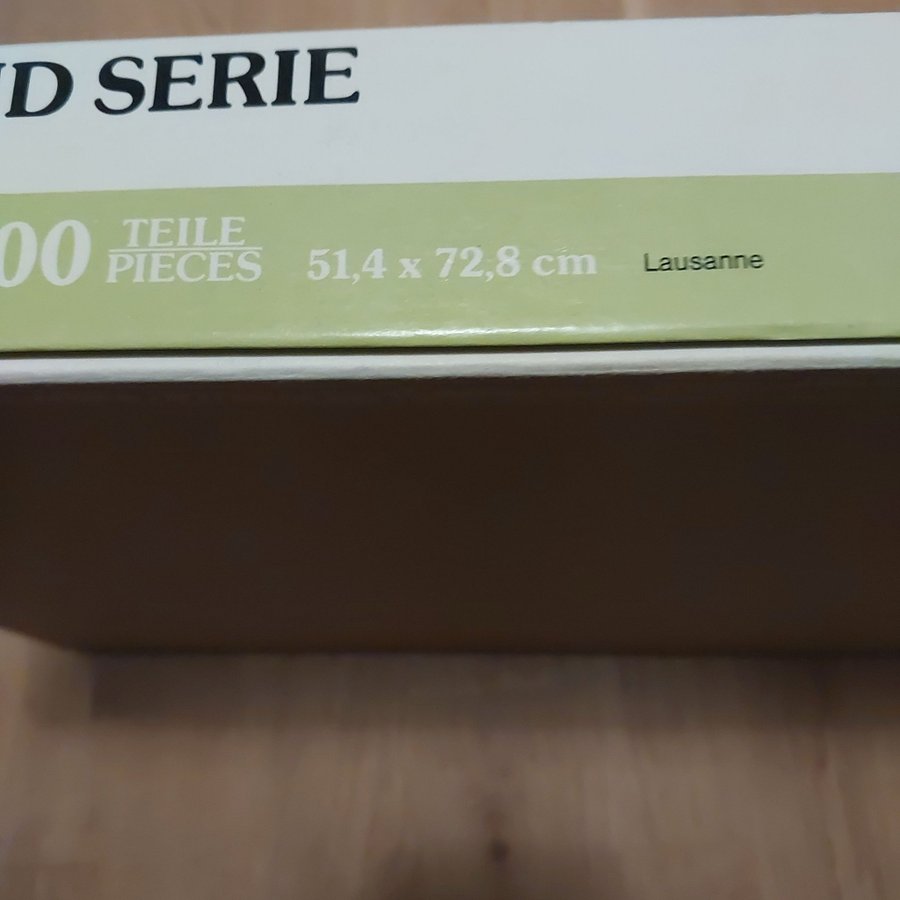 D SERIE
00 TEILE
PIECES 51,4 x 72,8 cm Lausanne